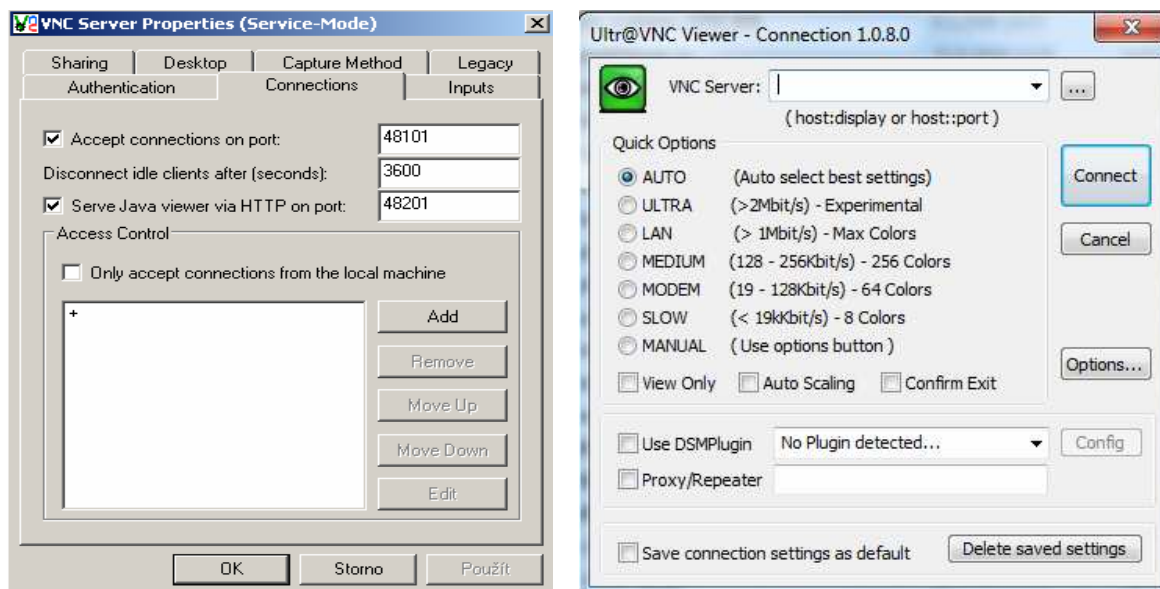 VNC Server Properties (Service-Mode)
Sharing Desktop Capture Method Legacy
Authentication Connections Inputs
Accept connections on port: 48101
Disconnect idle clients after (seconds): 3600
Serve Java viewer via HTTP on port: 48201
Access Control
Only accept connections from the local machine
+
Add
Remove
Move Up
Move Down
Edit
OK Storno Použít
Ultr@VNC Viewer - Connection 1.0.8.0
VNC Server: ...
( host:display or host::port )
Quick Options
AUTO (Auto select best settings)
ULTRA (>2Mbit/s) - Experimental
LAN (> 1Mbit/s) - Max Colors
MEDIUM (128 - 256Kbit/s) - 256 Colors
MODEM (19 - 128Kbit/s) - 64 Colors
SLOW (< 19kKbit/s) - 8 Colors
MANUAL ( Use options button )
View Only Auto Scaling Confirm Exit
Connect
Cancel
Options...
Use DSMPlugin No Plugin detected... Config
Proxy/Repeater
Save connection settings as default Delete saved settings